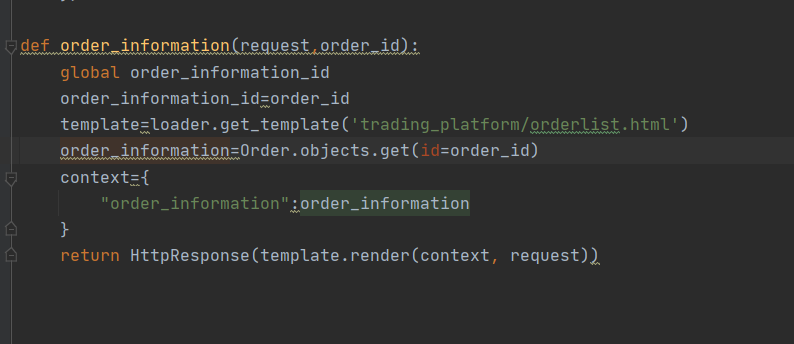 def order_information(request,order_id):
global order_information_id
order_information_id=order_id
template=loader.get_template('trading_platform/orderlist.html')
order_information=Order.objects.get(id=order_id)
context={
"order_information":order_information
}
return HttpResponse(template.render(context, request))